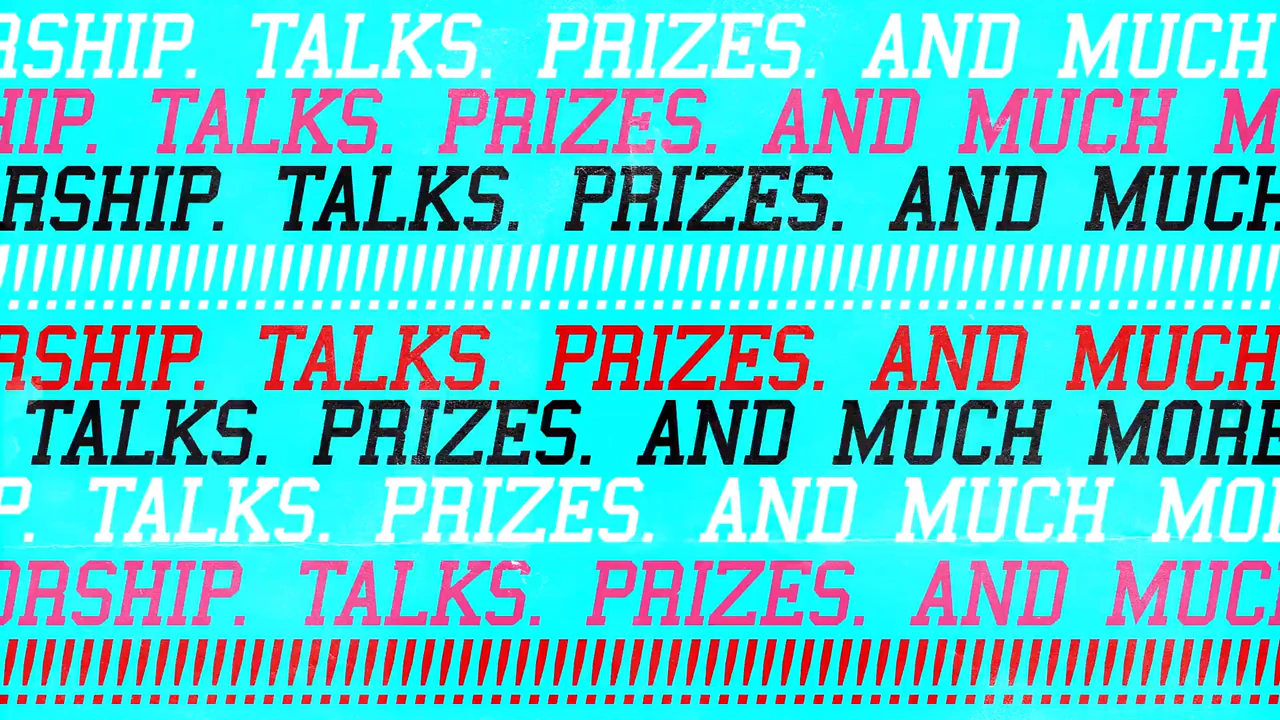 RSHIP. TALKS. PRIZES. AND MUCH
HIP. TALKS. PRIZES. AND MUCH M
RSHIP. TALKS. PRIZES. AND MUCH
!!!!!!!!!!!!!!!!!!!!!!!!!!!!!!!!!!!!!!!!!!!!!!!!!!!!!!!!!!!
RSHIP. TALKS. PRIZES. AND MUCH
TALKS. PRIZES. AND MUCH MORE
P. TALKS. PRIZES. AND MUCH MOR
ORSHIP. TALKS. PRIZES. AND MUCH
!!!!!!!!!!!!!!!!!!!!!!!!!!!!!!!!!!!!!!!!!!!!!!!!!!!!!!!!!!!